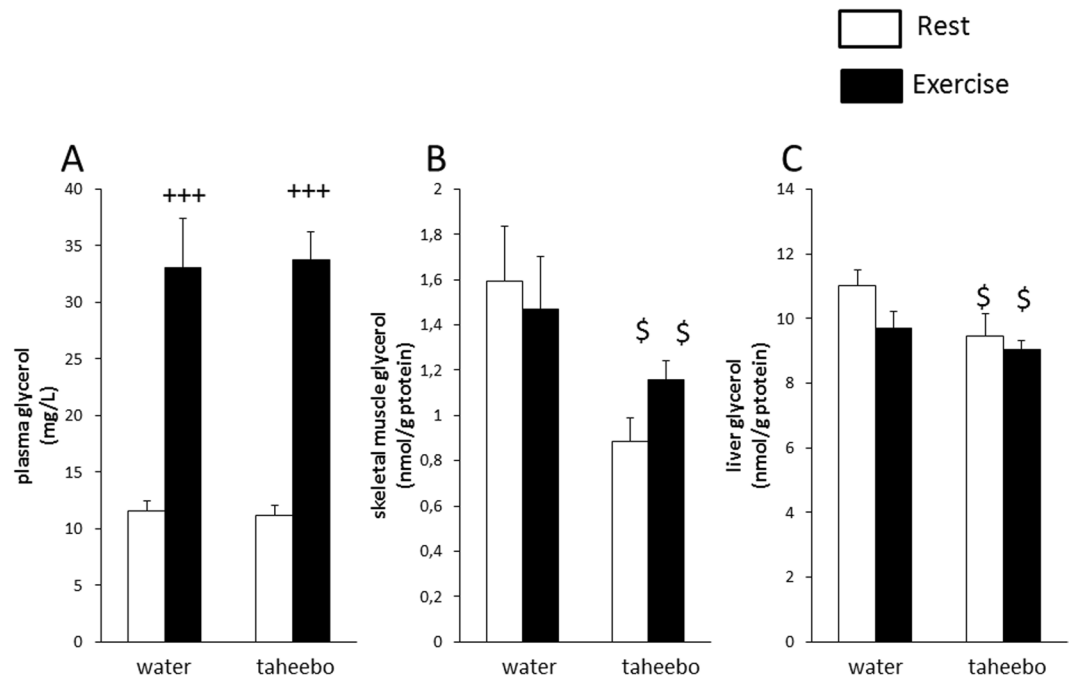 Rest
Exercise
A
+++
+++
40
35
30
25
20
15
10
5
0
plasma glycerol
(mg/L)
water
taheebo
B
$ $
2
1,8
1,6
1,4
1,2
1
0,8
0,6
0,4
0,2
0
skeletal muscle glycerol
(nmol/g ptotein)
water
taheebo
C
$ $
14
12
10
8
6
4
2
0
liver glycerol
(nmol/g ptotein)
water
taheebo